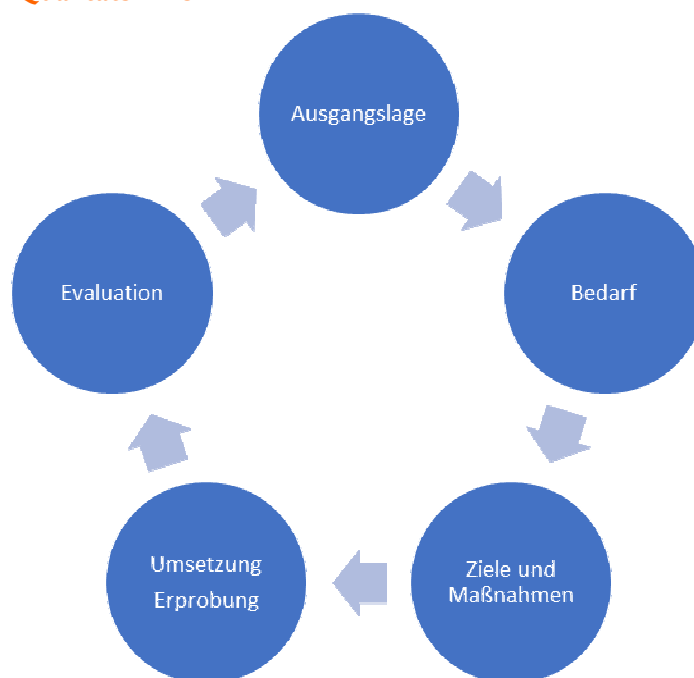 Ausgangslage
Bedarf
Ziele und
Maßnahmen
Umsetzung
Erprobung
Evaluation